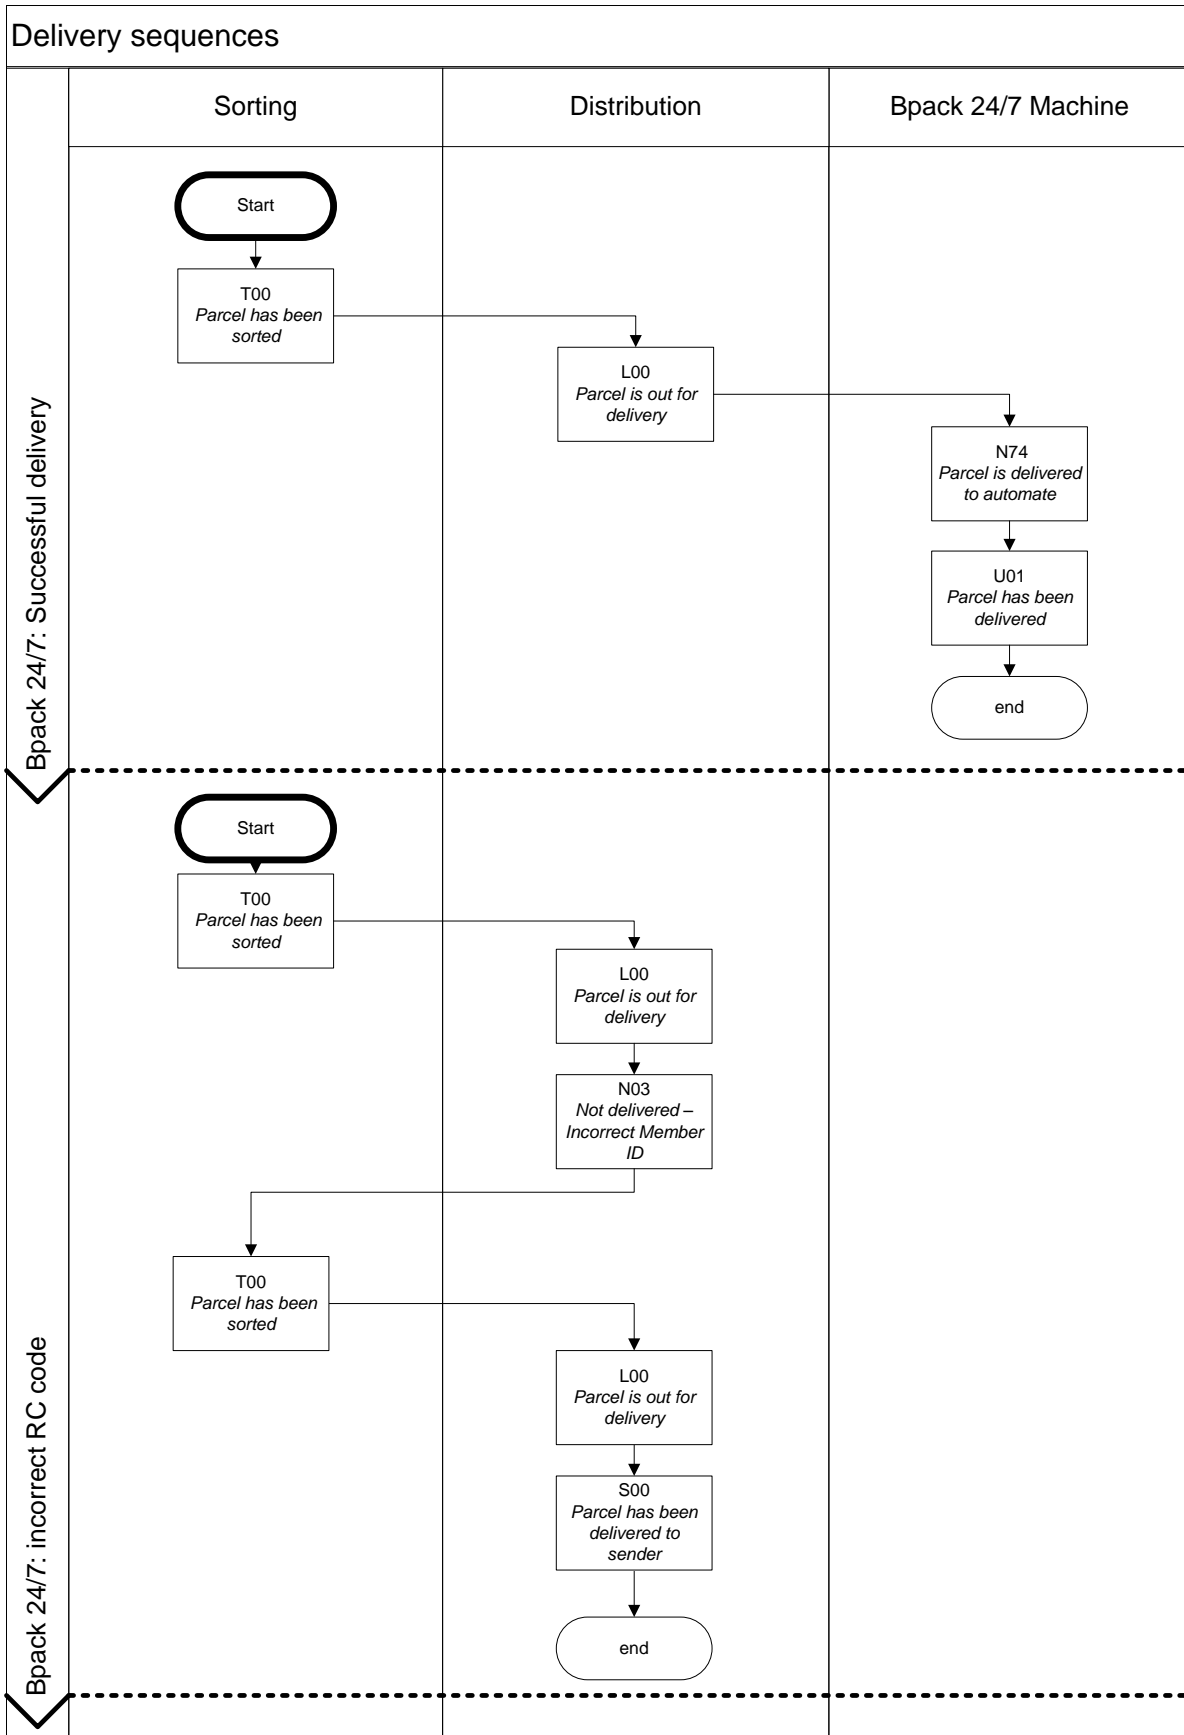 Delivery sequences
Sorting
Distribution
Bpack 24/7 Machine
Bpack 24/7: Successful delivery
Start
T00
Parcel has been
sorted
L00
Parcel is out for
delivery
N74
Parcel is delivered
to automate
U01
Parcel has been
delivered
end
Bpack 24/7: incorrect RC code
Start
T00
Parcel has been
sorted
L00
Parcel is out for
delivery
N03
Not delivered –
Incorrect Member
ID
T00
Parcel has been
sorted
L00
Parcel is out for
delivery
S00
Parcel has been
delivered to
sender
end